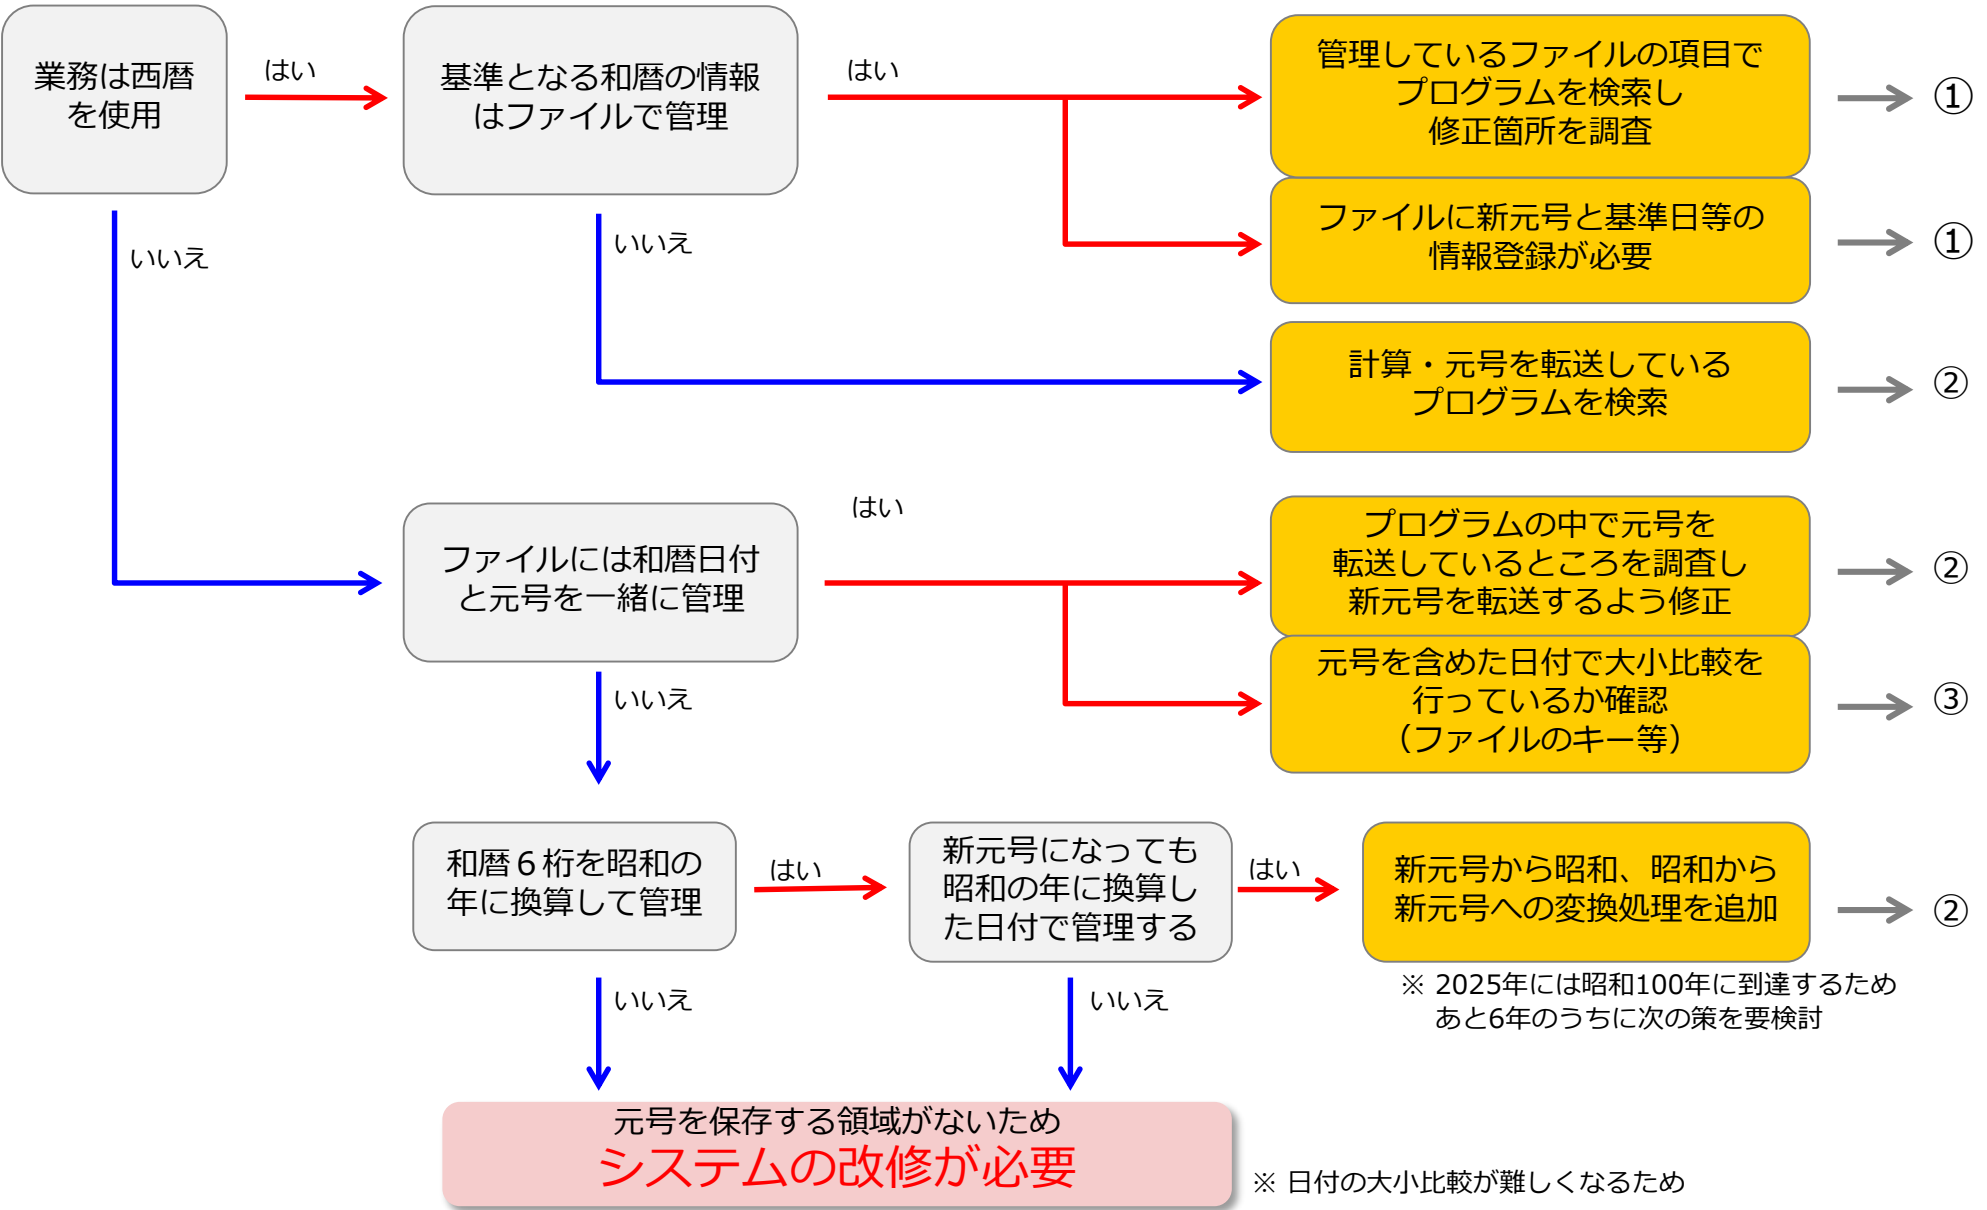 業務は西暦
を使用
はい
基準となる和暦の情報
はファイルで管理
はい
管理しているファイルの項目で
プログラムを検索し
修正箇所を調査
①
ファイルに新元号と基準日等の
情報登録が必要
①
いいえ
いいえ
計算・元号を転送している
プログラムを検索
②
ファイルには和暦日付
と元号を一緒に管理
はい
プログラムの中で元号を
転送しているところを調査し
新元号を転送するよう修正
②
元号を含めた日付で大小比較を
行っているか確認
（ファイルのキー等）
③
いいえ
和暦６桁を昭和の
年に換算して管理
はい
新元号になっても
昭和の年に換算し
た日付で管理する
はい
新元号から昭和、昭和から
新元号への変換処理を追加
②
※ 2025年には昭和100年に到達するため
あと6年のうちに次の策を要検討
いいえ
いいえ
元号を保存する領域がないため
システムの改修が必要
※ 日付の大小比較が難しくなるため